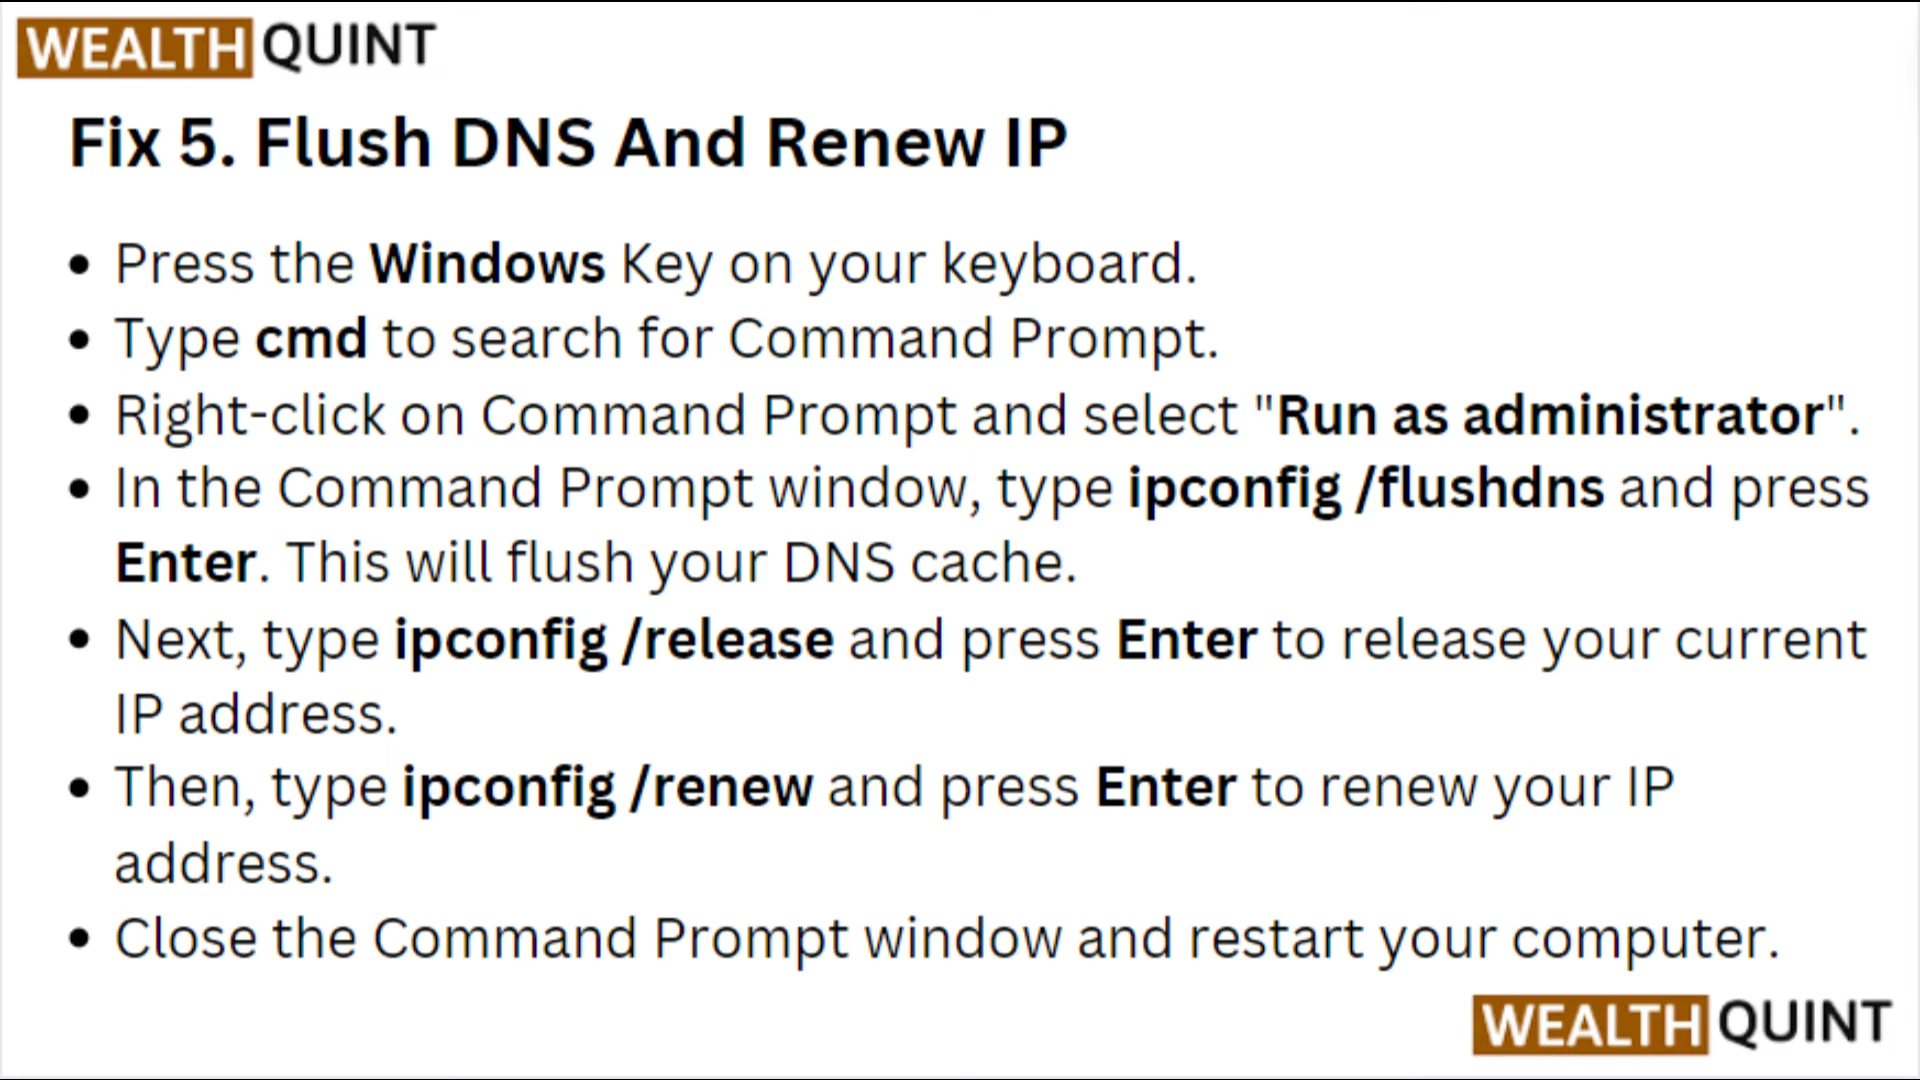 WEALTH QUINT
Fix 5. Flush DNS And Renew IP
• Press the Windows Key on your keyboard.
• Type cmd to search for Command Prompt.
• Right-click on Command Prompt and select "Run as administrator".
• In the Command Prompt window, type ipconfig /flushdns and press
Enter. This will flush your DNS cache.
• Next, type ipconfig /release and press Enter to release your current
IP address.
• Then, type ipconfig /renew and press Enter to renew your IP
address.
• Close the Command Prompt window and restart your computer.
WEALTH QUINT